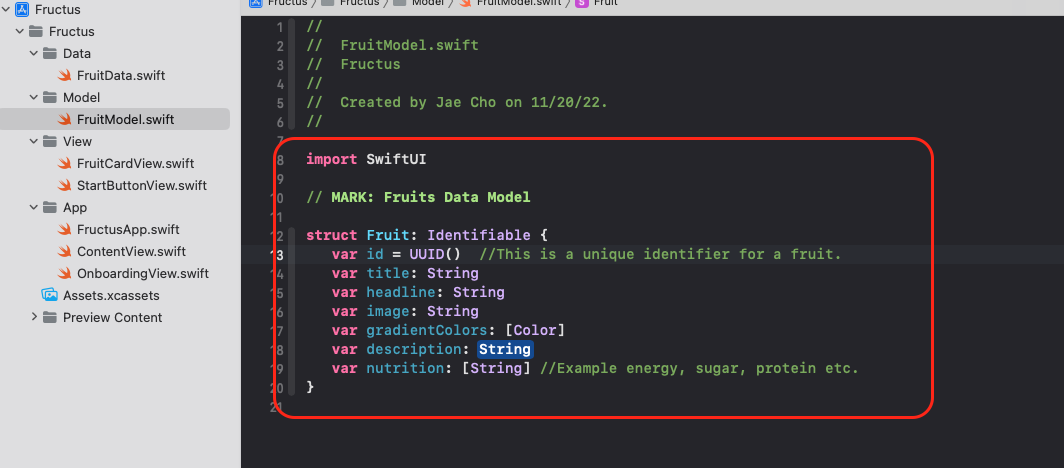 Fructus
Fructus
Data
FruitData.swift
Model
FruitModel.swift
View
FruitCardView.swift
StartButtonView.swift
App
FructusApp.swift
ContentView.swift
OnboardingView.swift
Assets.xcassets
Preview Content
Fructus / Fructus / Model / FruitModel.swift / S Fruit
1 //
2 //  FruitModel.swift
3 //  Fructus
4 //
5 //  Created by Jae Cho on 11/20/22.
6 //
7
8 import SwiftUI
9
10 // MARK: Fruits Data Model
11
12 struct Fruit: Identifiable {
13    var id = UUID()  //This is a unique identifier for a fruit.
14    var title: String
15    var headline: String
16    var image: String
17    var gradientColors: [Color]
18    var description: String
19    var nutrition: [String] //Example energy, sugar, protein etc.
20 }
21